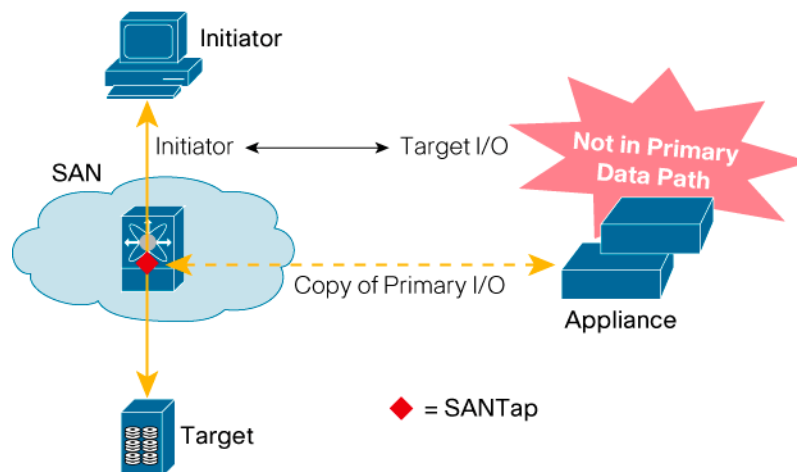 Initiator
Initiator
Target I/O
Not in Primary
Data Path
SAN
Copy of Primary I/O
Appliance
= SANTap
Target